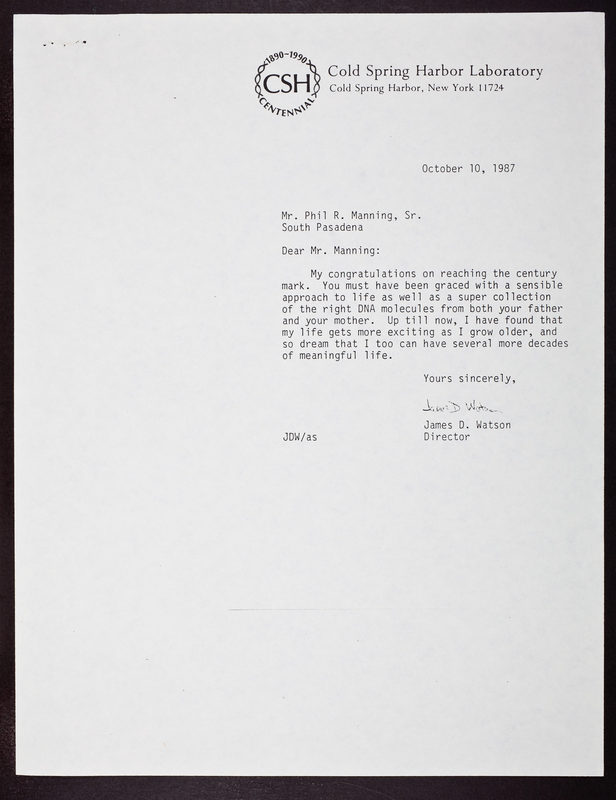 1890-1990
CSH
CENTENNIAL
Cold Spring Harbor Laboratory
Cold Spring Harbor, New York 11724
October 10, 1987
Mr. Phil R. Manning, Sr.
South Pasadena
Dear Mr. Manning:
My congratulations on reaching the century
mark. You must have been graced with a sensible
approach to life as well as a super collection
of the right DNA molecules from both your father
and your mother. Up till now, I have found that
my life gets more exciting as I grow older, and
so dream that I too can have several more decades
of meaningful life.
Yours sincerely,
James D. Watson
James D. Watson
JDW/as Director